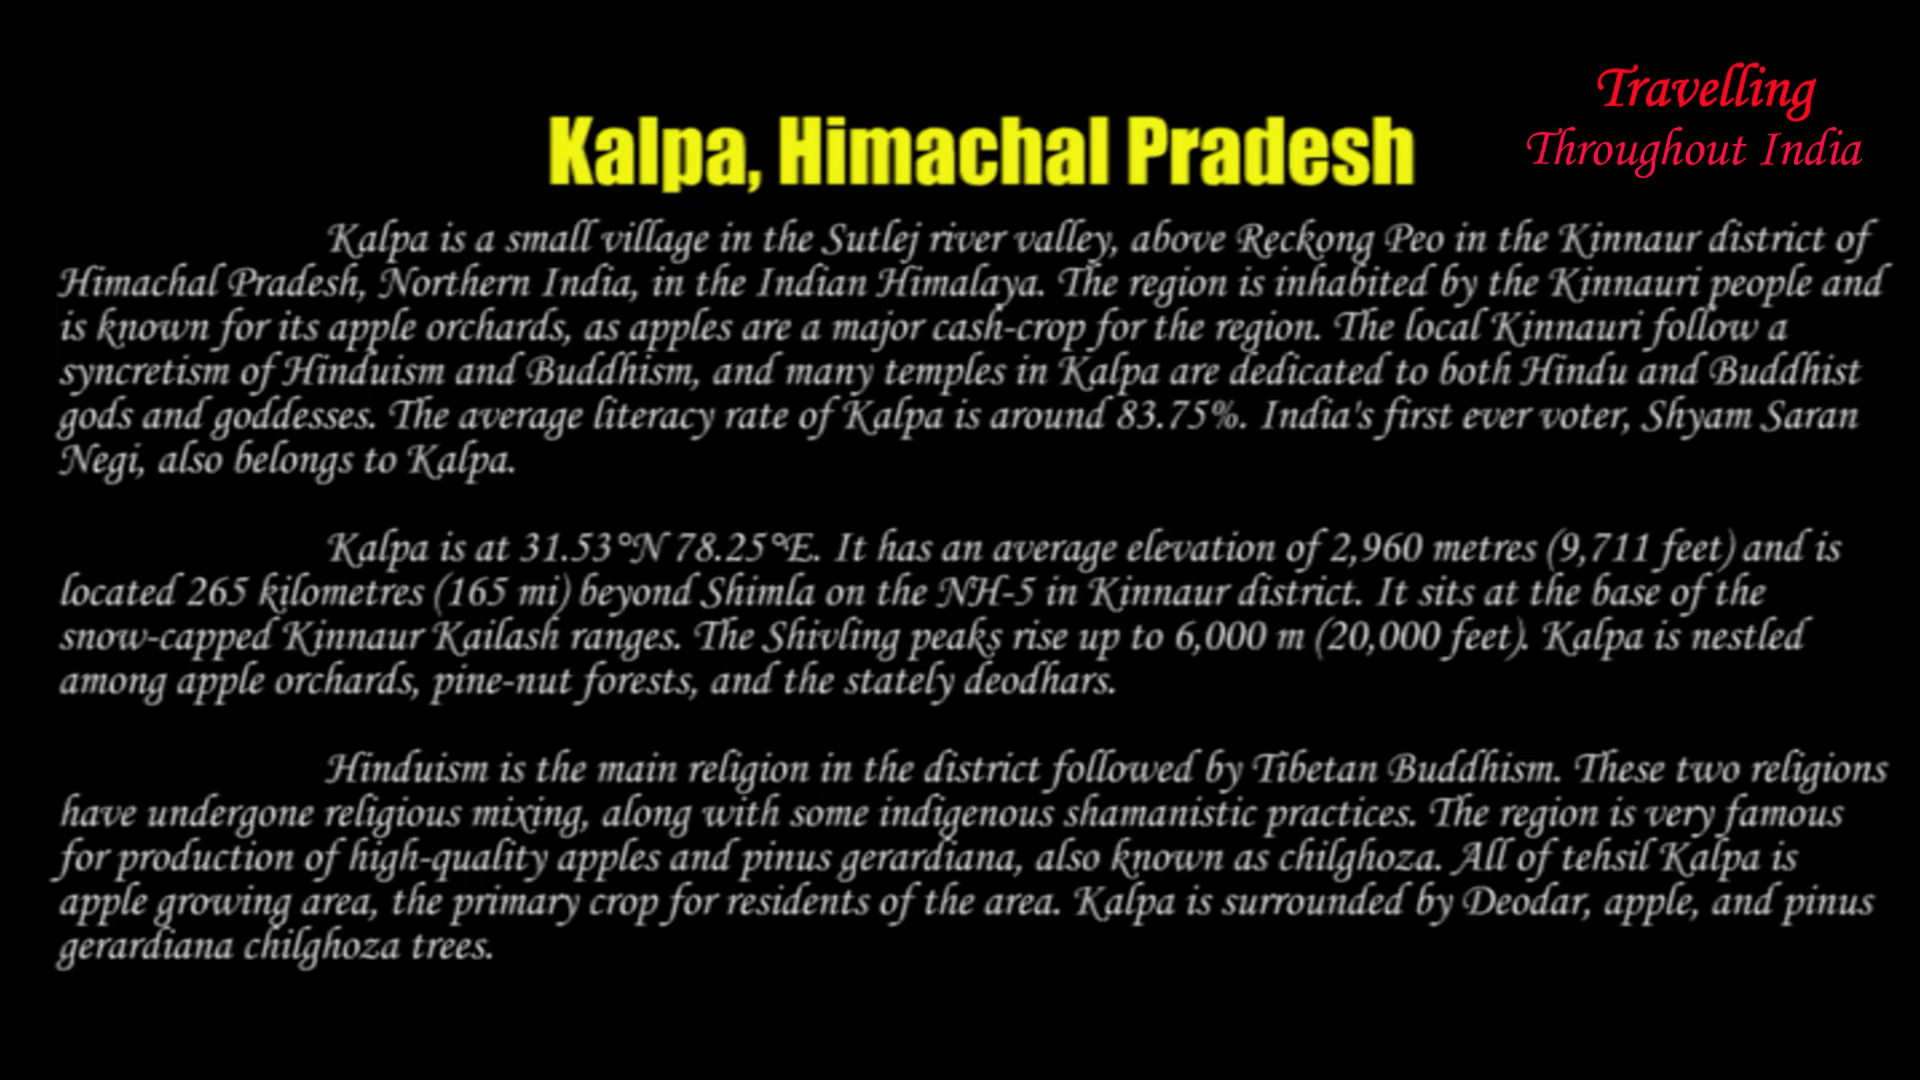 Travelling
Throughout India
Kalpa, Himachal Pradesh
Kalpa is a small village in the Sutlej river valley, above Reckong Peo in the Kinnaur district of
Himachal Pradesh, Northern India, in the Indian Himalaya. The region is inhabited by the Kinnauri people and
is known for its apple orchards, as apples are a major cash-crop for the region. The local Kinnauri follow a
syncretism of Hinduism and Buddhism, and many temples in Kalpa are dedicated to both Hindu and Buddhist
gods and goddesses. The average literacy rate of Kalpa is around 83.75%. India's first ever voter, Shyam Saran
Negi, also belongs to Kalpa.
Kalpa is at 31.53°N 78.25°E. It has an average elevation of 2,960 metres (9,711 feet) and is
located 265 kilometres (165 mi) beyond Shimla on the NH-5 in Kinnaur district. It sits at the base of the
snow-capped Kinnaur Kailash ranges. The Shivling peaks rise up to 6,000 m (20,000 feet). Kalpa is nestled
among apple orchards, pine-nut forests, and the stately deodhars.
Hinduism is the main religion in the district followed by Tibetan Buddhism. These two religions
have undergone religious mixing, along with some indigenous shamanistic practices. The region is very famous
for production of high-quality apples and pinus gerardiana, also known as chilghoza. All of tehsil Kalpa is
apple growing area, the primary crop for residents of the area. Kalpa is surrounded by Deodar, apple, and pinus
gerardiana chilghoza trees.